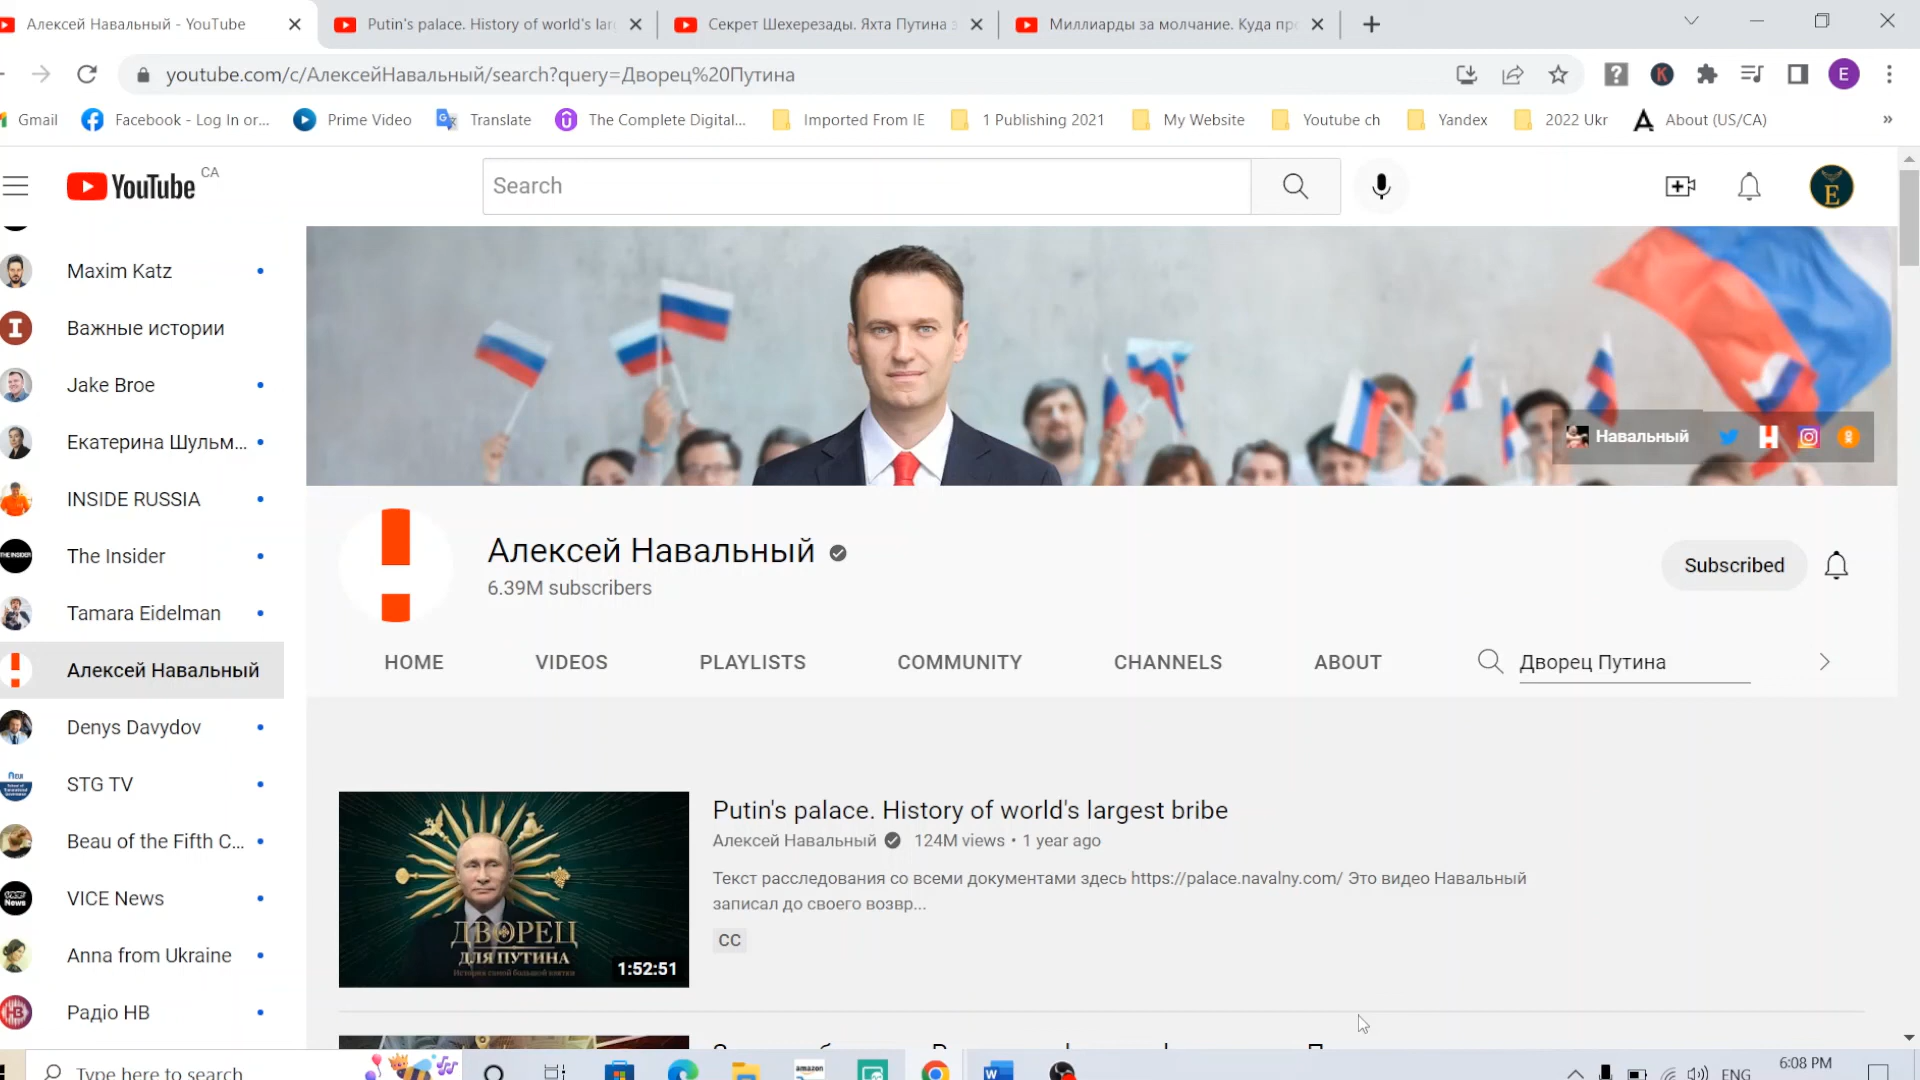 Алексей Навальный - YouTube
Putin's palace. History of world's lar
Секрет Шехерезады. Яхта Путина з
Миллиарды за молчание. Куда пр
youtube.com/c/АлексейНавальный/search?query=Дворец%20Путина
K
E
Gmail
Facebook - Log In or...
Prime Video
Translate
The Complete Digital...
Imported From IE
1 Publishing 2021
My Website
Youtube ch
Yandex
2022 Ukr
About (US/CA)
»
YouTube CA
Search
E
Maxim Katz
Важные истории
Jake Broe
Екатерина Шульм...
INSIDE RUSSIA
The Insider
Tamara Eidelman
Алексей Навальный
Denys Davydov
STG TV
Beau of the Fifth C...
VICE News
Anna from Ukraine
Радіо НВ
Навальный
Алексей Навальный
6.39M subscribers
Subscribed
HOME
VIDEOS
PLAYLISTS
COMMUNITY
CHANNELS
ABOUT
Дворец Путина
ДВОРЕЦ
ДЛЯ ПУТИНА
История самой большой взятки
1:52:51
Putin's palace. History of world's largest bribe
Алексей Навальный 124M views • 1 year ago
Текст расследования со всеми документами здесь https://palace.navalny.com/ Это видео Навальный
записал до своего возвр...
CC
Type here to search
amazon
W
ENG
6:08 PM